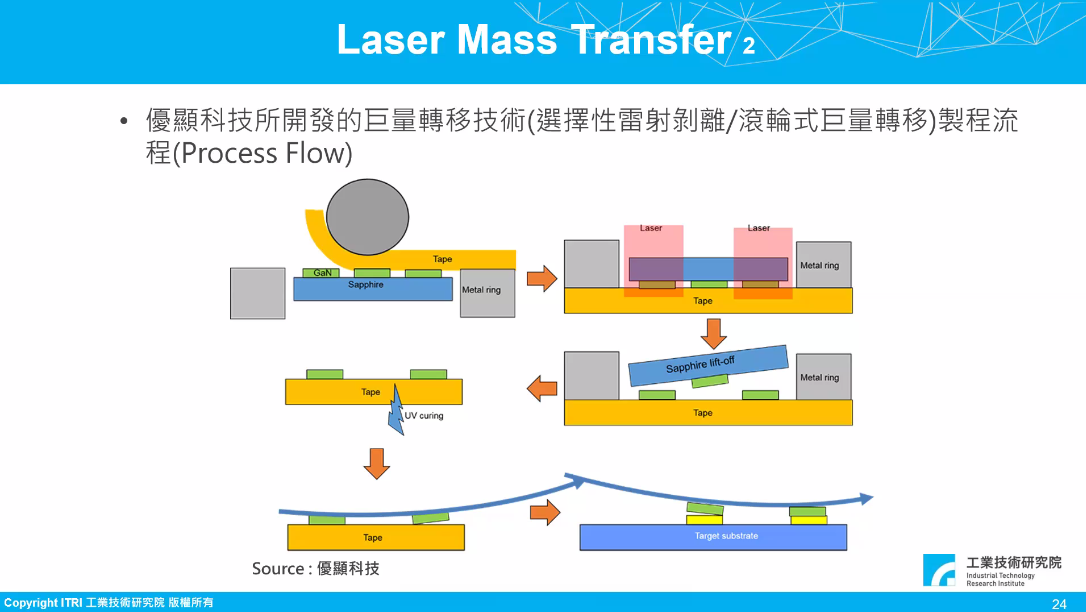 Laser Mass Transfer 2
• 優顯科技所開發的巨量轉移技術(選擇性雷射剝離/滾輪式巨量轉移)製程流
程(Process Flow)
Tape
GaN
Sapphire
Metal ring
Laser
Laser
Metal ring
Tape
Sapphire lift-off
Metal ring
Tape
Tape
UV curing
Tape
Target substrate
Source : 優顯科技
工業技術研究院
Industrial Technology
Research Institute
Copyright ITRI 工業技術研究院 版權所有
24